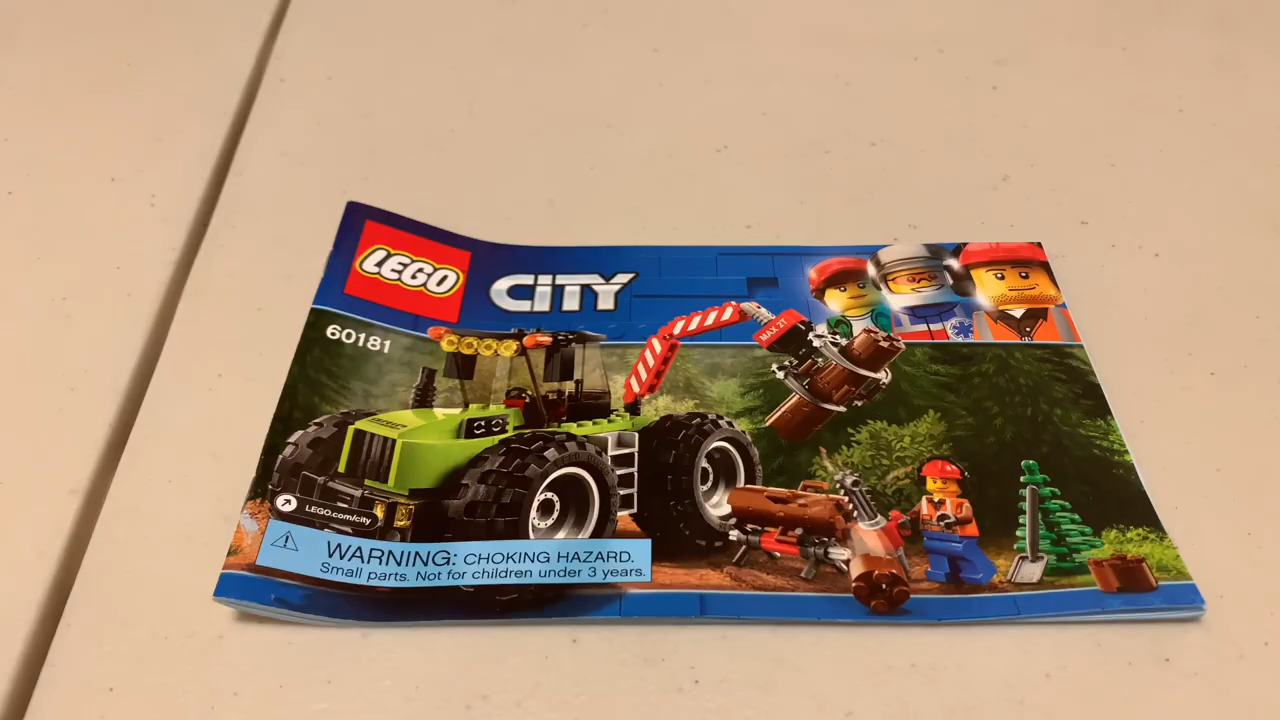 LEGO
CITY
60181
MAX 2T
LEGO.com/city
WARNING: CHOKING HAZARD.
Small parts. Not for children under 3 years.